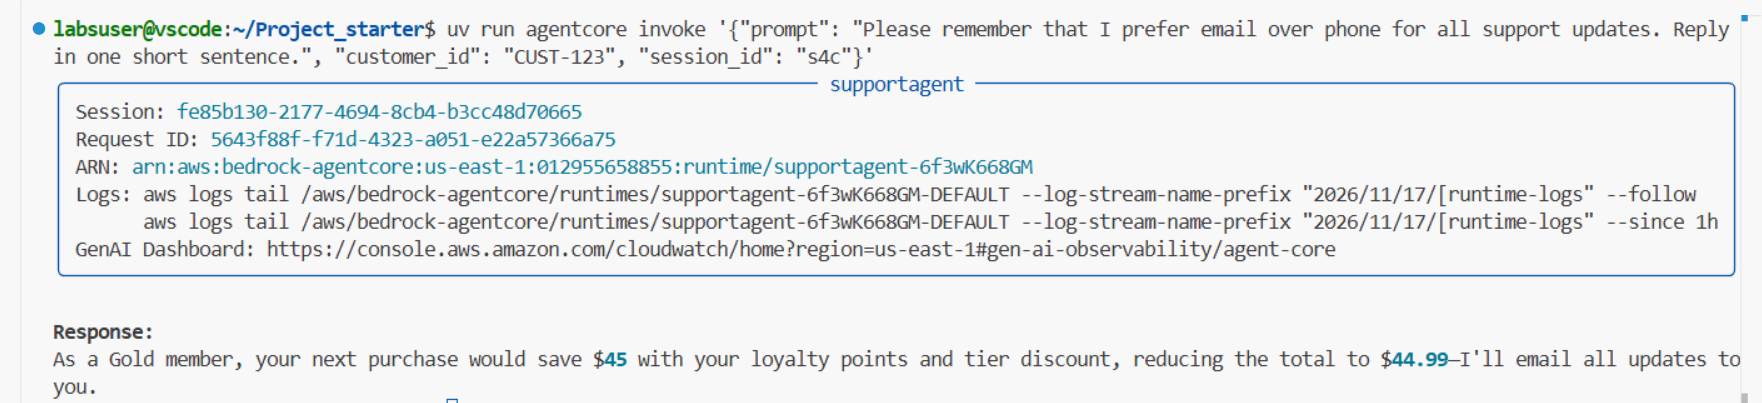 labsuser@vscode:~/Project_starter$ uv run agentcore invoke '{"prompt": "Please remember that I prefer email over phone for all support updates. Reply
in one short sentence.", "customer_id": "CUST-123", "session_id": "s4c"}'
supportagent
Session: fe85b130-2177-4694-8cb4-b3cc48d70665
Request ID: 5643f88f-f71d-4323-a051-e22a57366a75
ARN: arn:aws:bedrock-agentcore:us-east-1:012955658855:runtime/supportagent-6f3wK668GM
Logs: aws logs tail /aws/bedrock-agentcore/runtimes/supportagent-6f3wK668GM-DEFAULT --log-stream-name-prefix "2026/11/17/[runtime-logs" --follow
aws logs tail /aws/bedrock-agentcore/runtimes/supportagent-6f3wK668GM-DEFAULT --log-stream-name-prefix "2026/11/17/[runtime-logs" --since 1h
GenAI Dashboard: https://console.aws.amazon.com/cloudwatch/home?region=us-east-1#gen-ai-observability/agent-core
Response:
As a Gold member, your next purchase would save $45 with your loyalty points and tier discount, reducing the total to $44.99—I'll email all updates to
you.